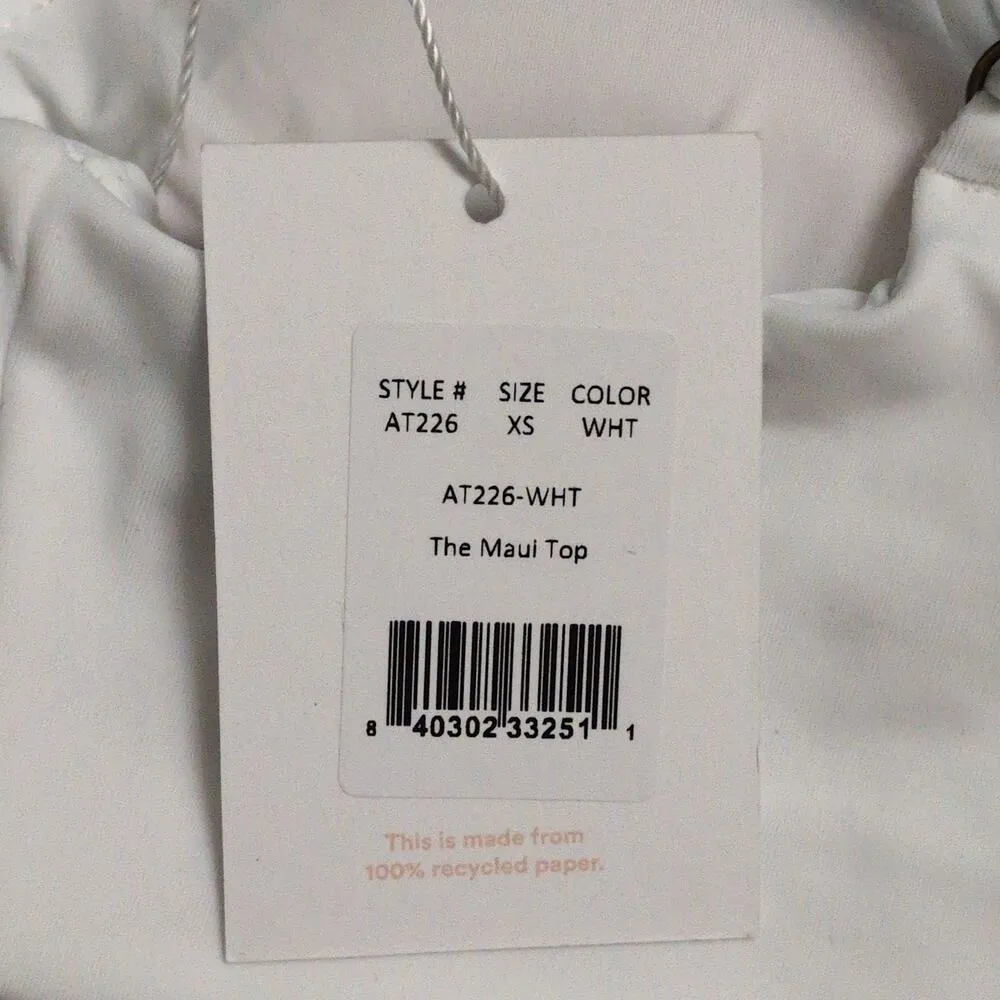 STYLE # SIZE COLOR
AT226 XS WHT
AT226-WHT
The Maui Top
8 40302 33251 1
This is made from
100% recycled paper.